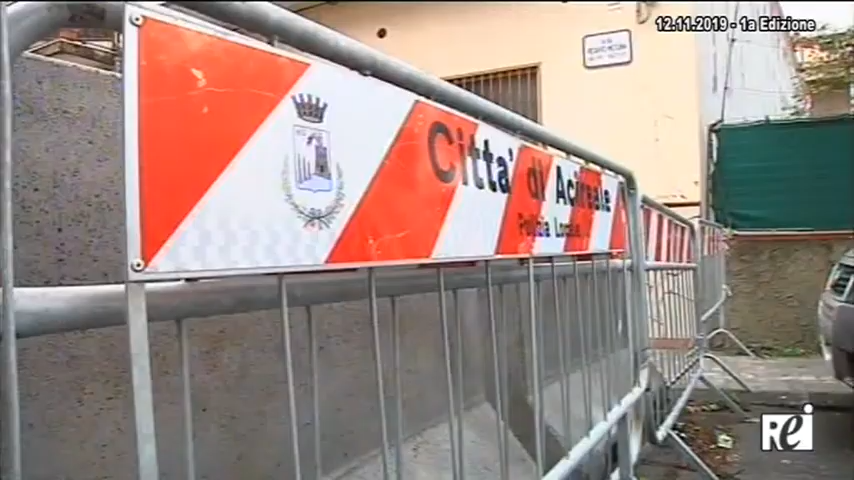 12.11.2019 - 1a Edizione
Citta' di Acireale
Polizia Locale
Rei